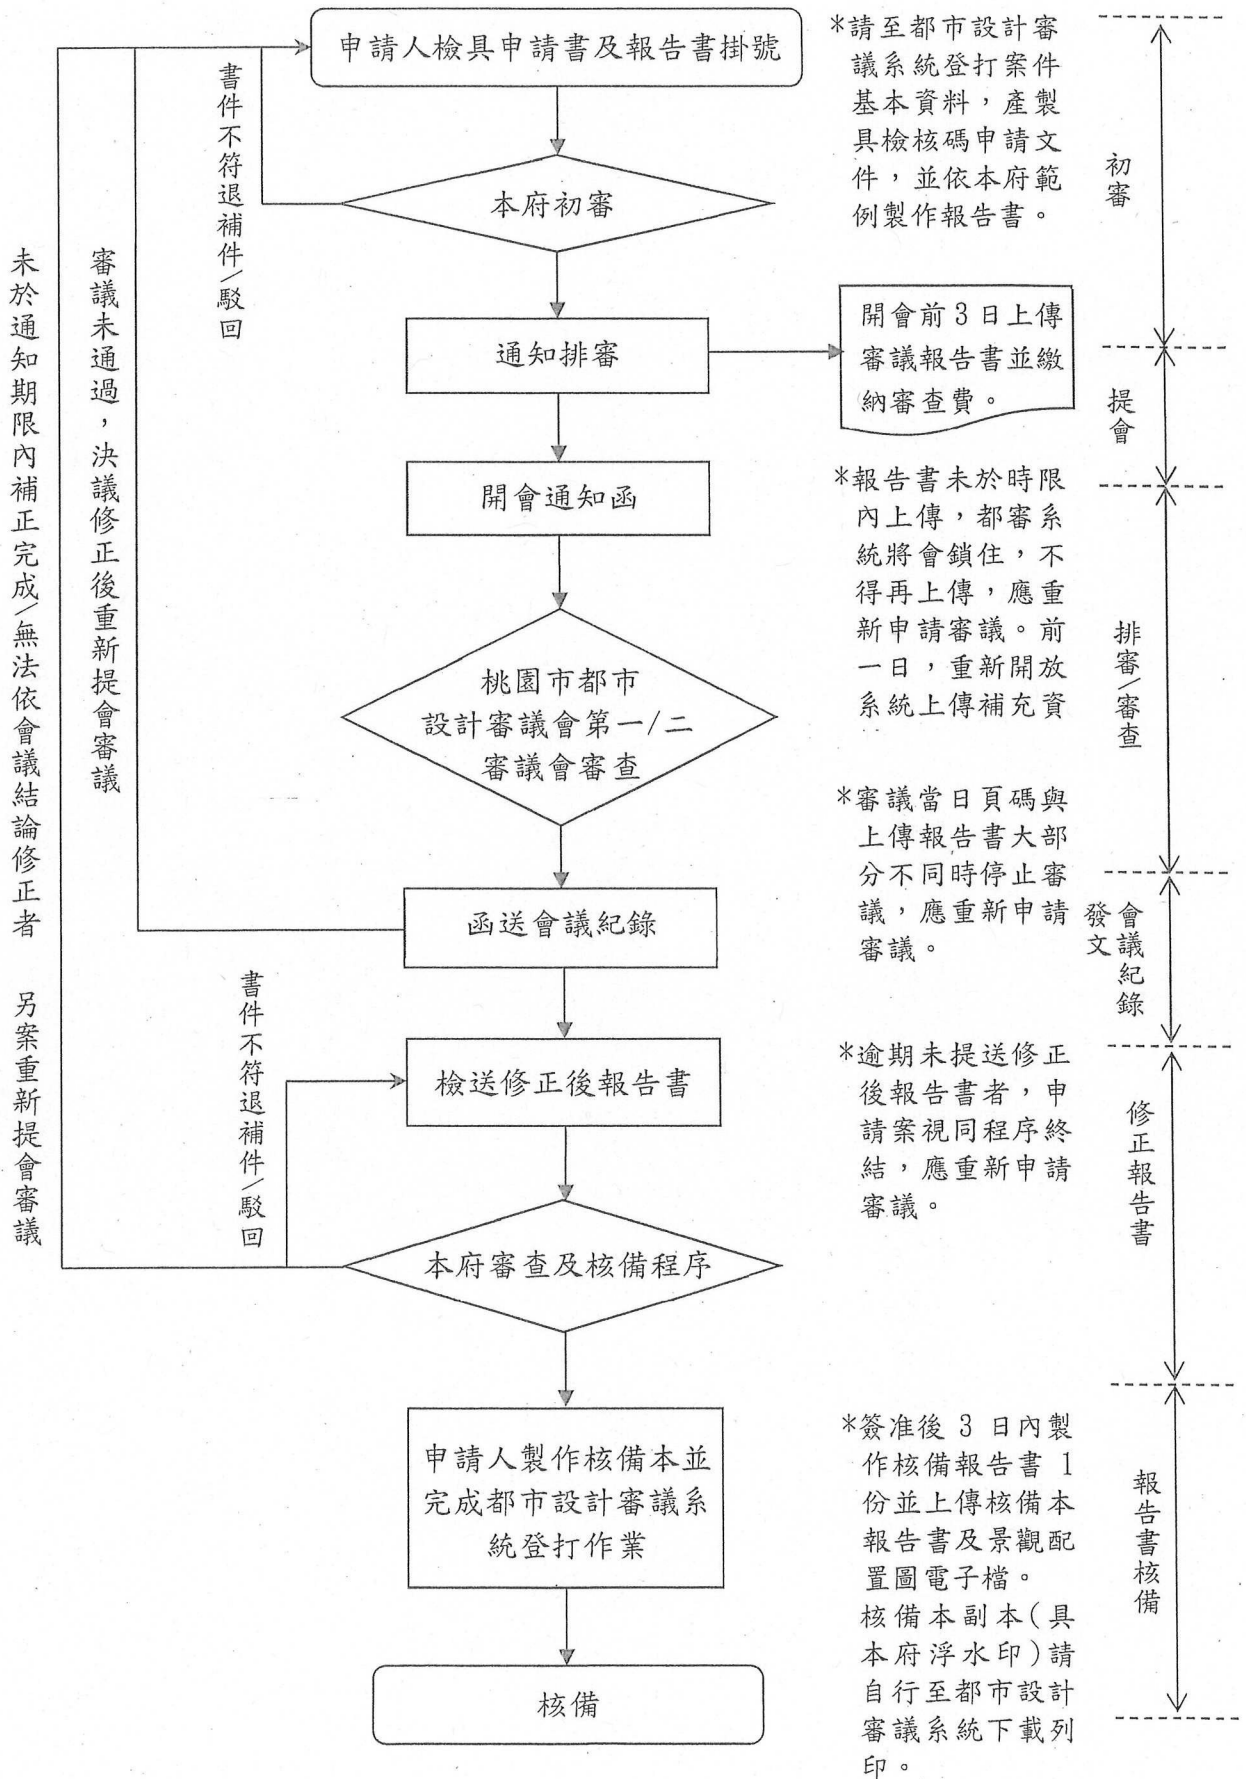 申請人檢具申請書及報告書掛號
*請至都市設計審
議系統登打案件
基本資料，產製
具檢核碼申請文
件，並依本府範
例製作報告書。
初審
書件不符退補件/駁回
本府初審
未於通知期限內補正完成/無法依會議結論修正者 另案重新提會審議
審議未通過，決議修正後重新提會審議
通知排審
開會前3日上傳
審議報告書並繳
納審查費。
提會
開會通知函
*報告書未於時限
內上傳，都審系
統將會鎖住，不
得再上傳，應重
新申請審議。前
一日，重新開放
系統上傳補充資
排審/審查
桃園市都市
設計審議會第一/二
審議會審查
*審議當日頁碼與
上傳報告書大部
分不同時停止審
議，應重新申請
審議。
函送會議紀錄
會議紀錄
發文
書件不符退補件/駁回
檢送修正後報告書
*逾期未提送修正
後報告書者，申
請案視同程序終
結，應重新申請
審議。
修正報告書
本府審查及核備程序
申請人製作核備本並
完成都市設計審議系
統登打作業
*簽准後 3 日內製
作核備報告書 1
份並上傳核備本
報告書及景觀配
置圖電子檔。
核備本副本(具
本府浮水印)請
自行至都市設計
審議系統下載列
印。
報告書核備
核備